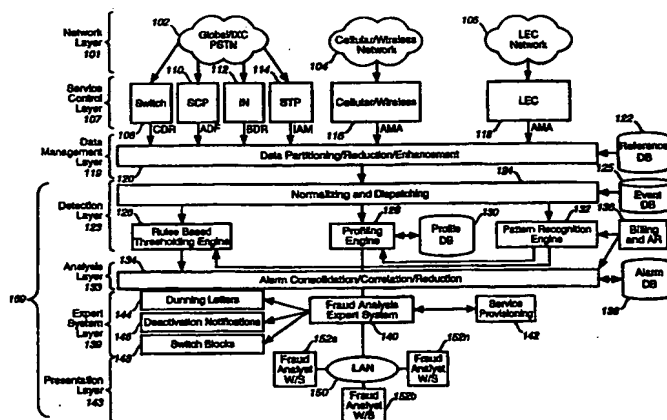 Network
Layer
101
102
Global/IXC
PSTN
104
Cellular/Wireless
Network
106
LEC
Network
Service
Control
Layer
107
110
112
114
Switch
SCP
IN
STP
Cellular/Wireless
LEC
108
CDR
ADF
BDR
IAM
116
AMA
118
AMA
122
Reference
DB
Data
Management
Layer
119
120
Data Partitioning/Reduction/Enhancement
124
125
Event
DB
Normalizing and Dispatching
Detection
Layer
123
126
Rules Based
Thresholding Engine
128
Profiling
Engine
130
Profile
DB
132
Pattern Recognition
Engine
136
Billing
and AR
159
Analysis
Layer
133
134
Alarm Consolidation/Correlation/Reduction
Alarm
DB
138
Expert
System
Layer
139
144
Dunning Letters
146
Deactivation Notifications
148
Switch Blocks
Fraud Analysis
Expert System
140
Service
Provisioning
142
Presentation
Layer
143
152a
Fraud
Analyst
W/S
LAN
150
152n
Fraud
Analyst
W/S
Fraud
Analyst
W/S
152b